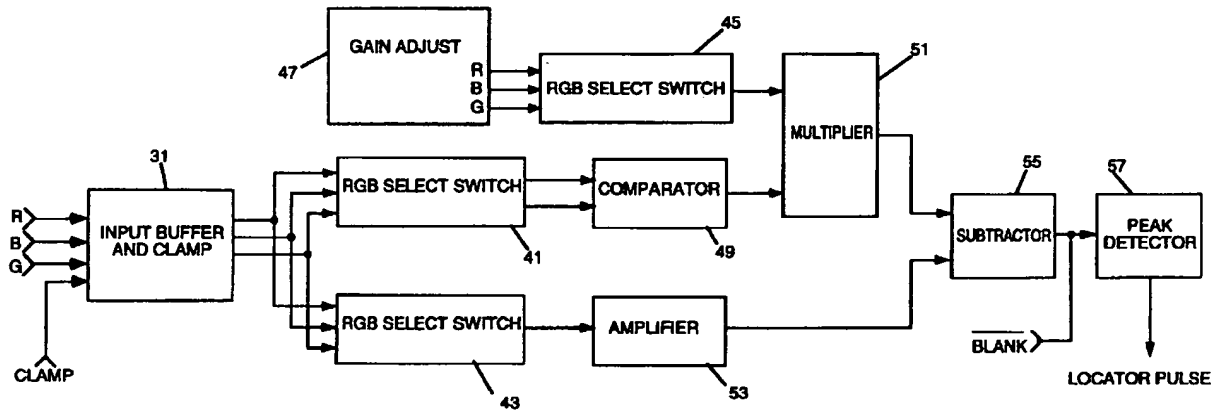 45
GAIN ADJUST
51
47
R
B
G
RGB SELECT SWITCH
MULTIPLIER
31
55
57
RGB SELECT SWITCH
COMPARATOR
R
B
G
INPUT BUFFER
AND CLAMP
SUBTRACTOR
PEAK
DETECTOR
41
49
RGB SELECT SWITCH
AMPLIFIER
BLANK
CLAMP
43
53
LOCATOR PULSE